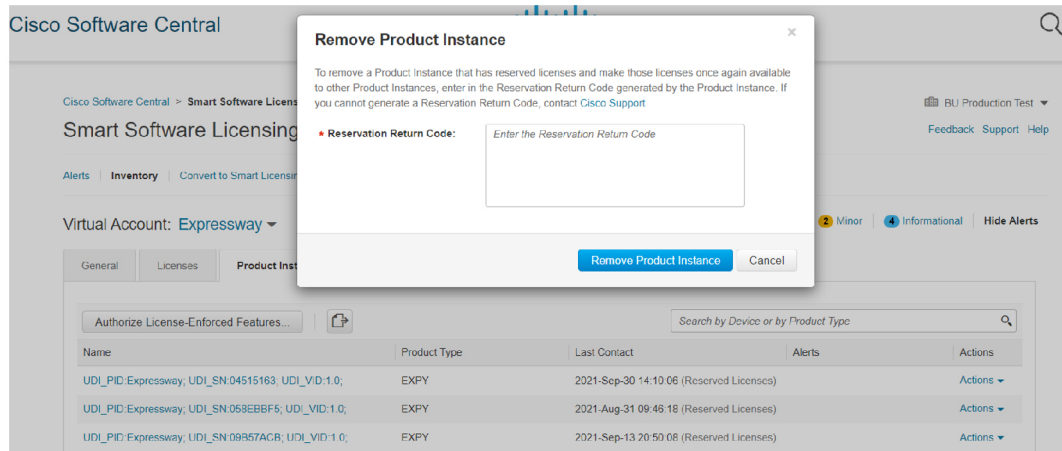 Cisco Software Central
Remove Product Instance
×
To remove a Product Instance that has reserved licenses and make those licenses once again available
to other Product Instances, enter in the Reservation Return Code generated by the Product Instance. If
you cannot generate a Reservation Return Code, contact Cisco Support
* Reservation Return Code:
Enter the Reservation Return Code
Remove Product Instance
Cancel
Cisco Software Central > Smart Software Licens
BU Production Test
Smart Software Licensing
Feedback Support Help
Alerts Inventory Convert to Smart Licensin
Virtual Account: Expressway
2 Minor 4 Informational Hide Alerts
General Licenses Product Inst
Authorize License-Enforced Features...
Search by Device or by Product Type
Name Product Type Last Contact Alerts Actions
UDI_PID:Expressway; UDI_SN:04515163; UDI_VID:1.0; EXPY 2021-Sep-30 14:10:06 (Reserved Licenses) Actions
UDI_PID:Expressway; UDI_SN:058EBBF5; UDI_VID:1.0; EXPY 2021-Aug-31 09:46:18 (Reserved Licenses) Actions
UDI_PID:Expressway; UDI_SN:09B57ACB; UDI_VID:1.0; EXPY 2021-Sep-13 20:50:08 (Reserved Licenses) Actions